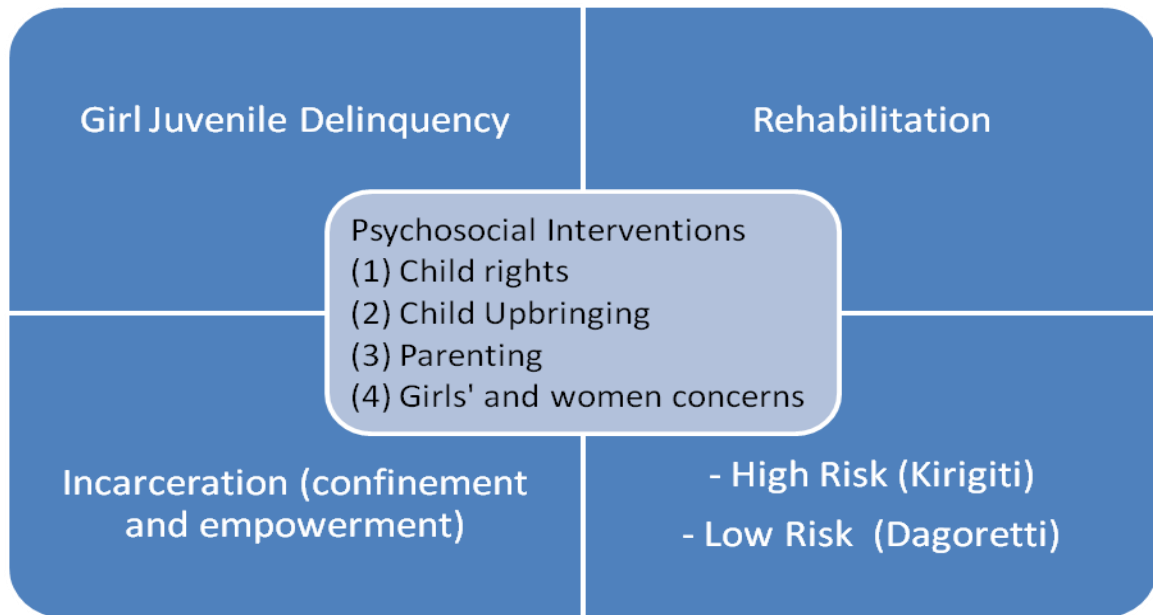 Girl Juvenile Delinquency
Rehabilitation
Psychosocial Interventions
(1) Child rights
(2) Child Upbringing
(3) Parenting
(4) Girls' and women concerns
Incarceration (confinement
and empowerment)
- High Risk (Kirigiti)
- Low Risk (Dagoretti)